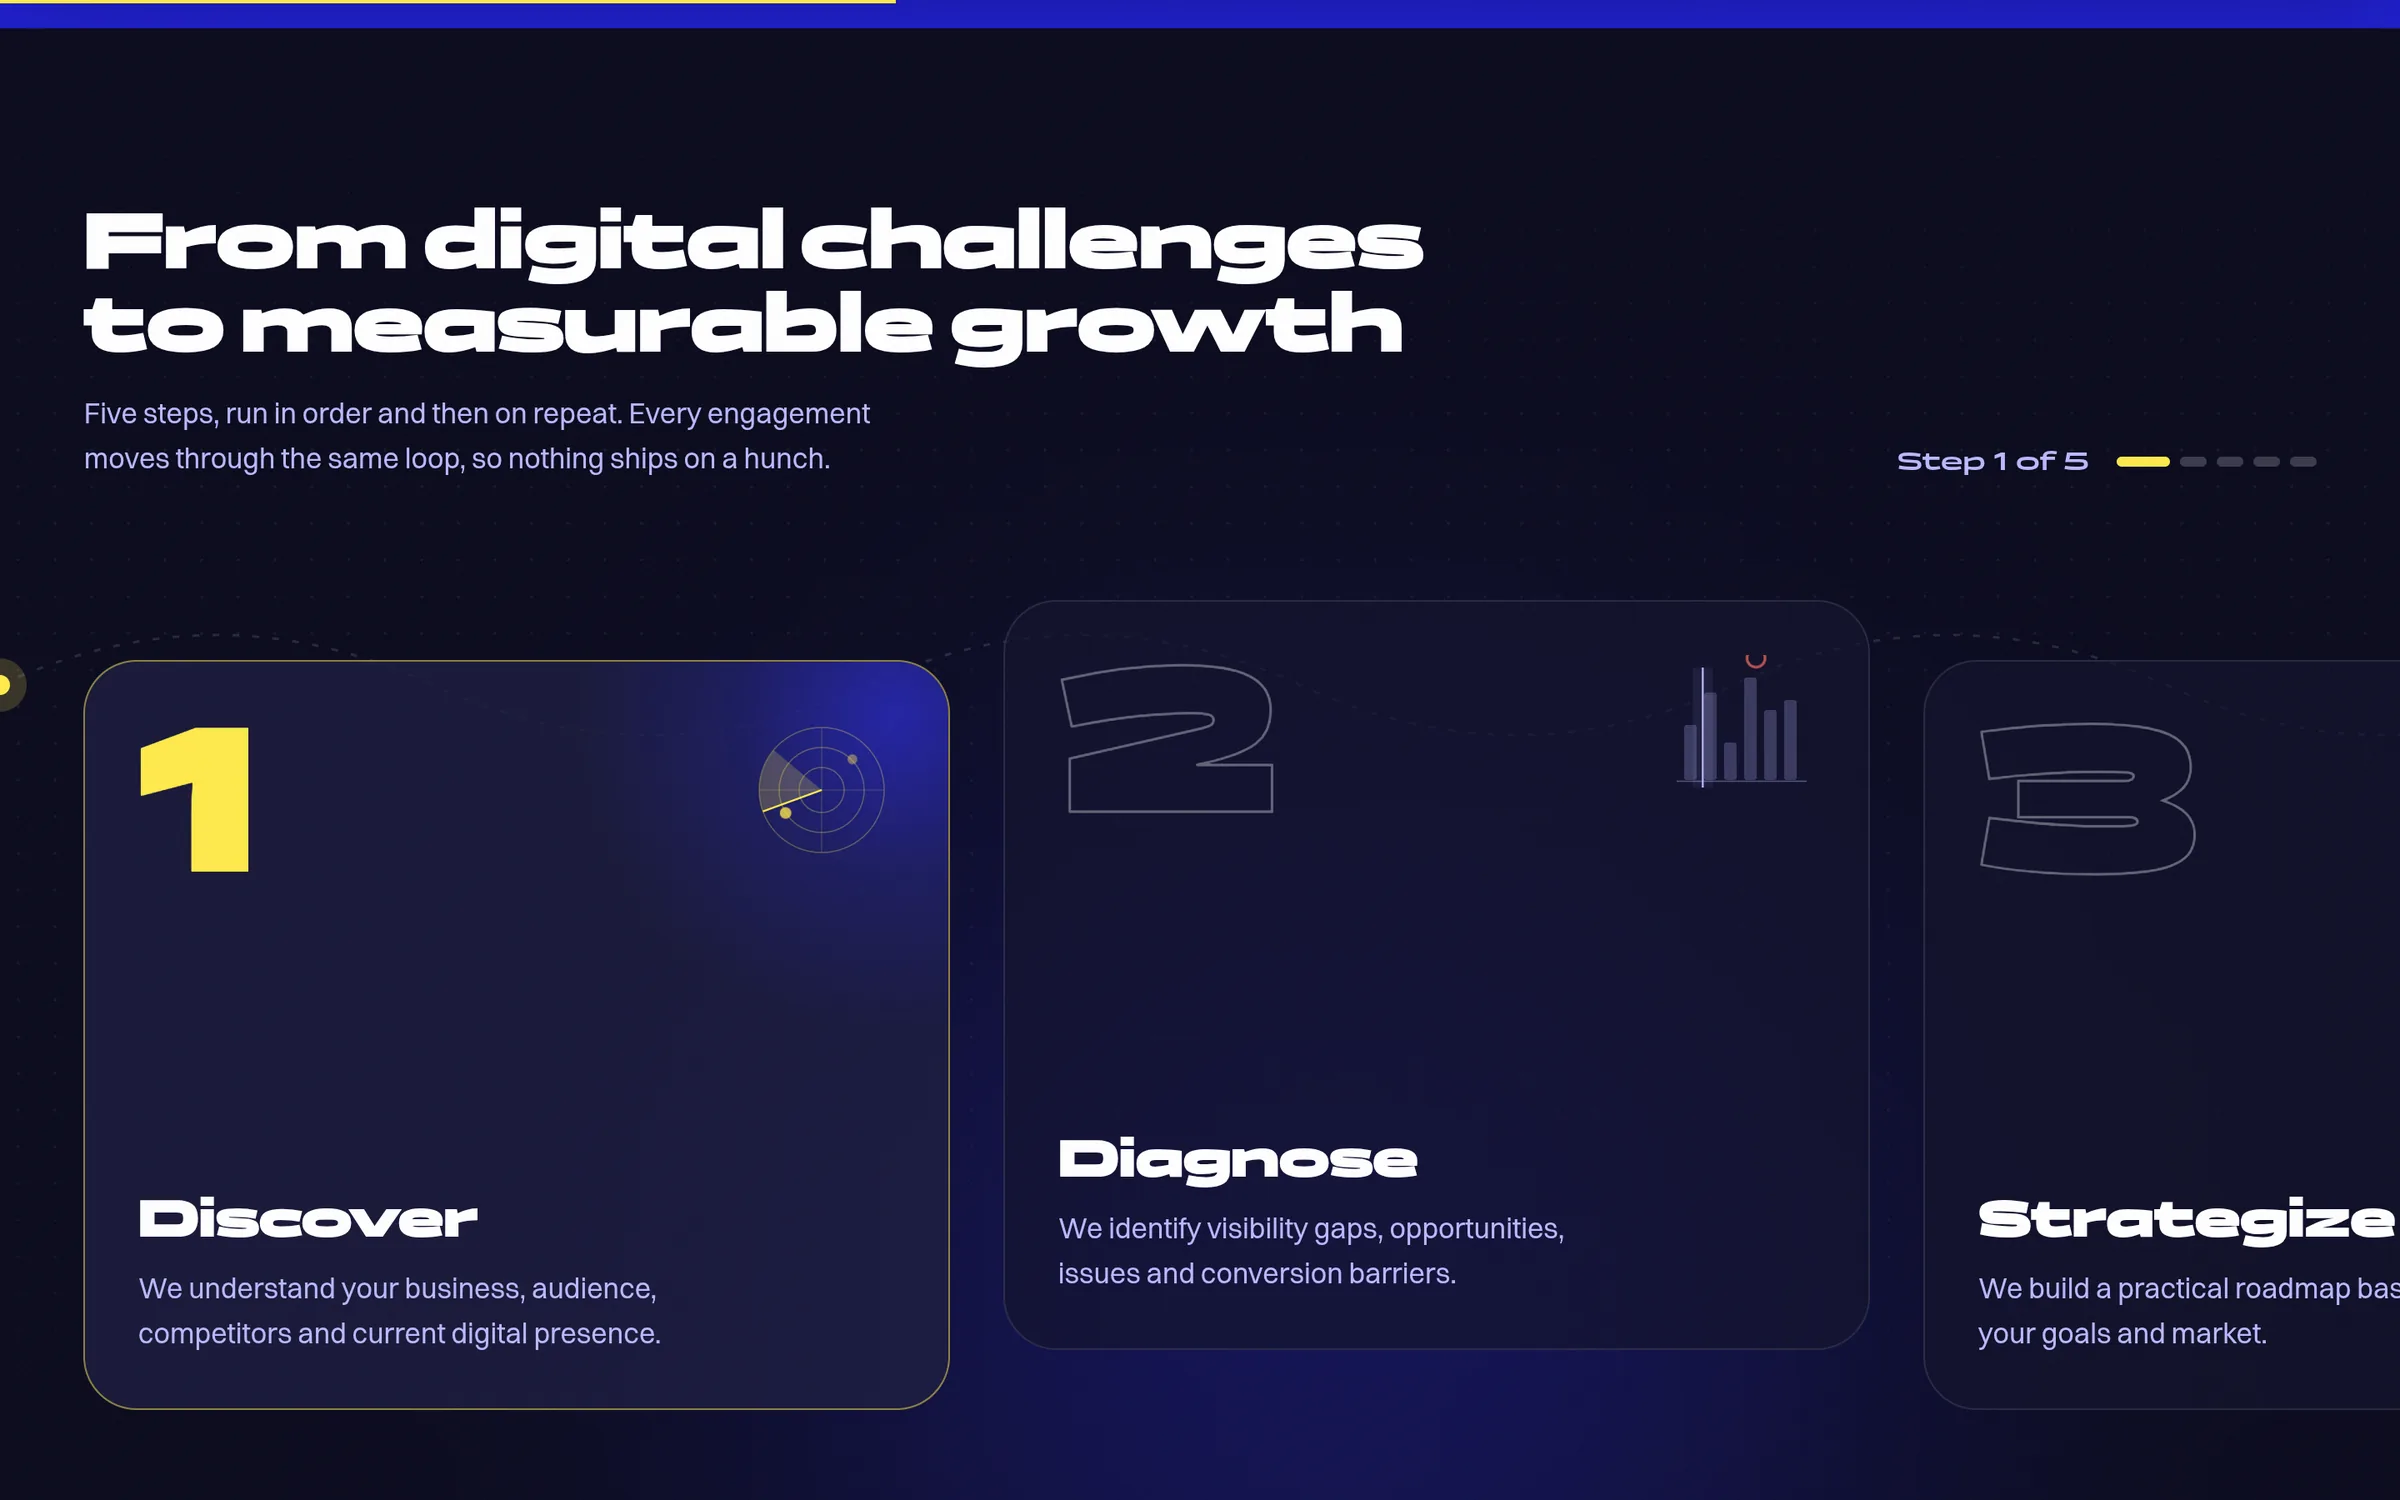 From digital challenges
to measurable growth
Five steps, run in order and then on repeat. Every engagement
moves through the same loop, so nothing ships on a hunch.
Step 1 of 5
1
Discover
We understand your business, audience,
competitors and current digital presence.
2
Diagnose
We identify visibility gaps, opportunities,
issues and conversion barriers.
3
Strategize
We build a practical roadmap
your goals and market.